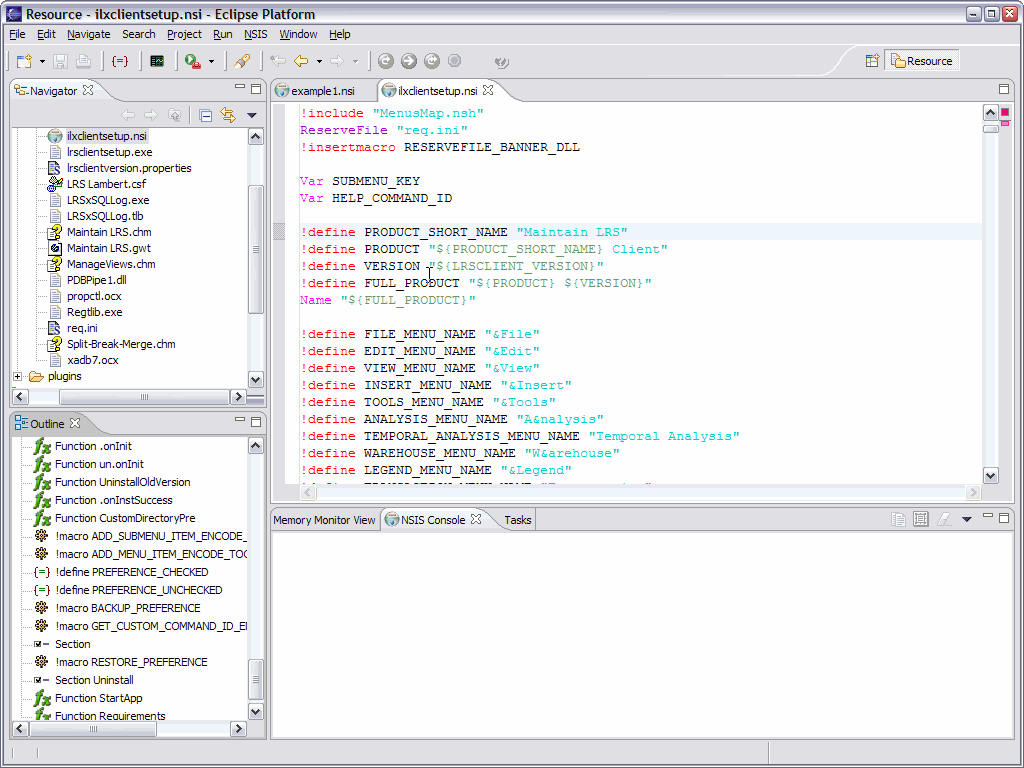 Resource - ilxclientsetup.nsi - Eclipse Platform
File Edit Navigate Search Project Run NSIS Window Help
Resource
Navigator
ilxclientsetup.nsi
lrsclientsetup.exe
lrsclientversion.properties
LRS Lambert.csf
LRSxSQLLog.exe
LRSxSQLLog.tlb
Maintain LRS.chm
Maintain LRS.gwt
ManageViews.chm
PDBPipe1.dll
propctl.ocx
Regtlib.exe
req.ini
Split-Break-Merge.chm
xadb7.ocx
plugins
Outline
Function .onInit
Function un.onInit
Function UninstallOldVersion
Function .onInstSuccess
Function CustomDirectoryPre
!macro ADD_SUBMENU_ITEM_ENCODE_
!macro ADD_MENU_ITEM_ENCODE_TOO
!define PREFERENCE_CHECKED
!define PREFERENCE_UNCHECKED
!macro BACKUP_PREFERENCE
!macro GET_CUSTOM_COMMAND_ID_E
Section
!macro RESTORE_PREFERENCE
Section Uninstall
Function StartApp
Function Requirements
example1.nsi ilxclientsetup.nsi
!include "MenusMap.nsh"
ReserveFile "req.ini"
!insertmacro RESERVEFILE_BANNER_DLL
Var SUBMENU_KEY
Var HELP_COMMAND_ID
!define PRODUCT_SHORT_NAME "Maintain LRS"
!define PRODUCT "${PRODUCT_SHORT_NAME} Client"
!define VERSION "${LRSCLIENT_VERSION}"
!define FULL_PRODUCT "${PRODUCT} ${VERSION}"
Name "${FULL_PRODUCT}"
!define FILE_MENU_NAME "&File"
!define EDIT_MENU_NAME "&Edit"
!define VIEW_MENU_NAME "&View"
!define INSERT_MENU_NAME "&Insert"
!define TOOLS_MENU_NAME "&Tools"
!define ANALYSIS_MENU_NAME "A&nalysis"
!define TEMPORAL_ANALYSIS_MENU_NAME "Temporal Analysis"
!define WAREHOUSE_MENU_NAME "W&arehouse"
!define LEGEND_MENU_NAME "&Legend"
Memory Monitor View NSIS Console Tasks